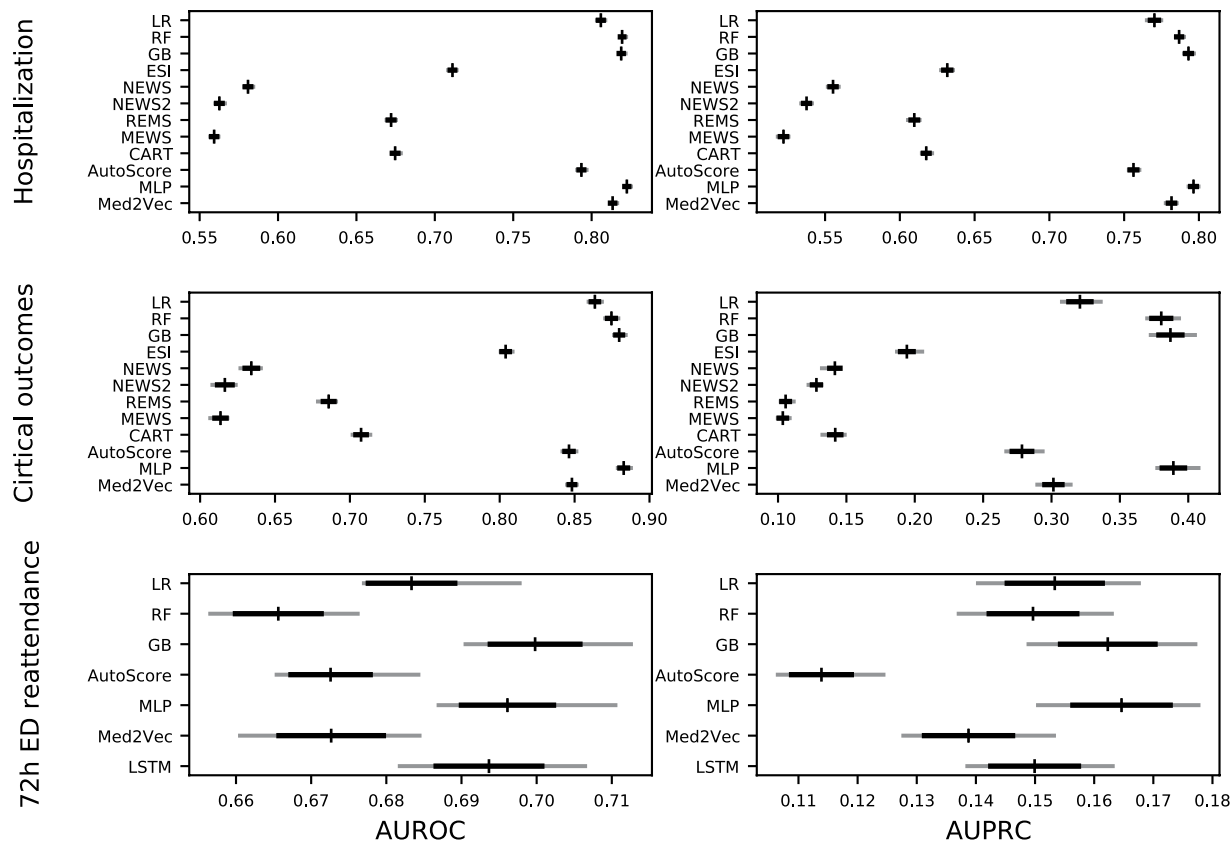 Hospitalization
LR
RF
GB
ESI
NEWS
NEWS2
REMS
MEWS
CART
AutoScore
MLP
Med2Vec
0.55 0.60 0.65 0.70 0.75 0.80
LR
RF
GB
ESI
NEWS
NEWS2
REMS
MEWS
CART
AutoScore
MLP
Med2Vec
0.55 0.60 0.65 0.70 0.75 0.80
Cirtical outcomes
LR
RF
GB
ESI
NEWS
NEWS2
REMS
MEWS
CART
AutoScore
MLP
Med2Vec
0.60 0.65 0.70 0.75 0.80 0.85 0.90
LR
RF
GB
ESI
NEWS
NEWS2
REMS
MEWS
CART
AutoScore
MLP
Med2Vec
0.10 0.15 0.20 0.25 0.30 0.35 0.40
72h ED reattendance
LR
RF
GB
AutoScore
MLP
Med2Vec
LSTM
0.66 0.67 0.68 0.69 0.70 0.71
AUROC
LR
RF
GB
AutoScore
MLP
Med2Vec
LSTM
0.11 0.12 0.13 0.14 0.15 0.16 0.17 0.18
AUPRC